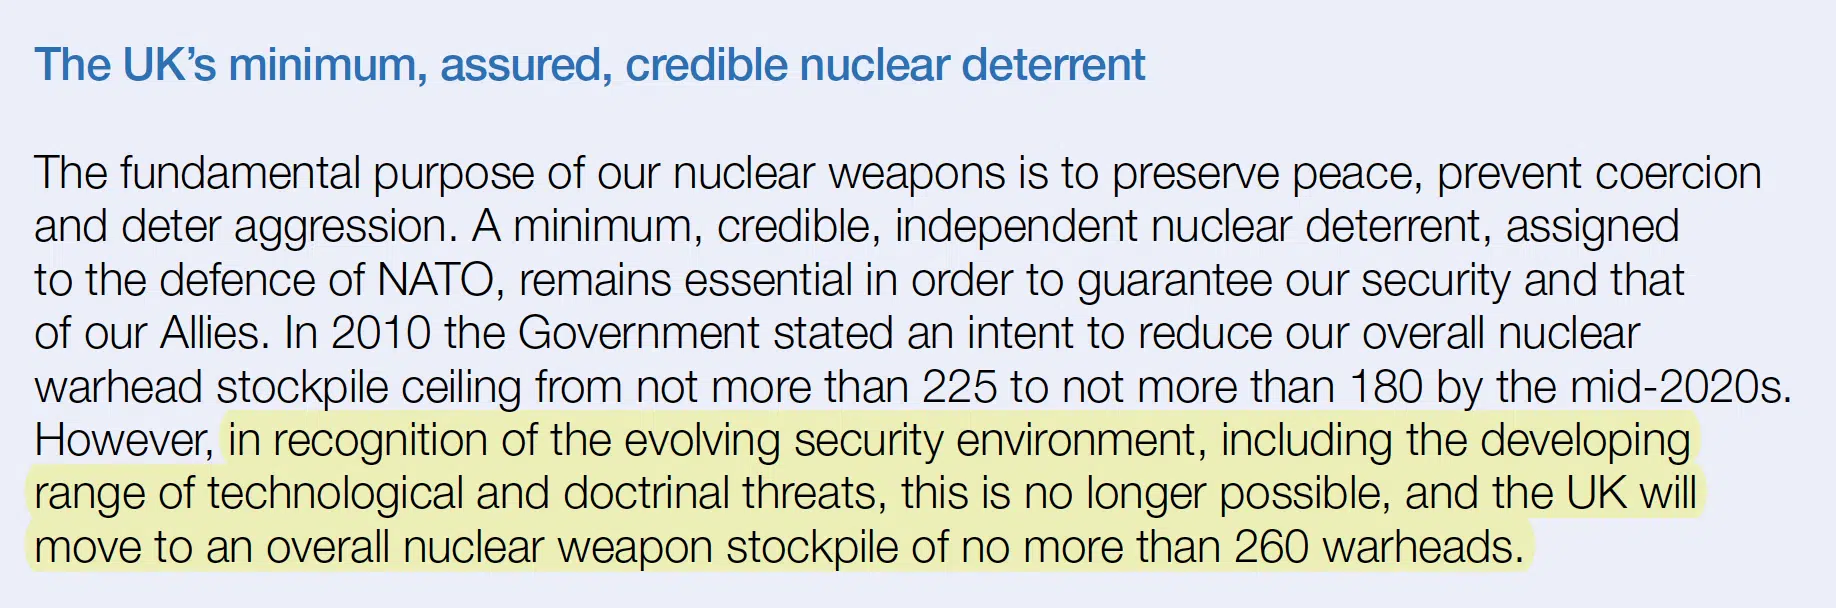 The UK’s minimum, assured, credible nuclear deterrent
The fundamental purpose of our nuclear weapons is to preserve peace, prevent coercion
and deter aggression. A minimum, credible, independent nuclear deterrent, assigned
to the defence of NATO, remains essential in order to guarantee our security and that
of our Allies. In 2010 the Government stated an intent to reduce our overall nuclear
warhead stockpile ceiling from not more than 225 to not more than 180 by the mid-2020s.
However, in recognition of the evolving security environment, including the developing
range of technological and doctrinal threats, this is no longer possible, and the UK will
move to an overall nuclear weapon stockpile of no more than 260 warheads.